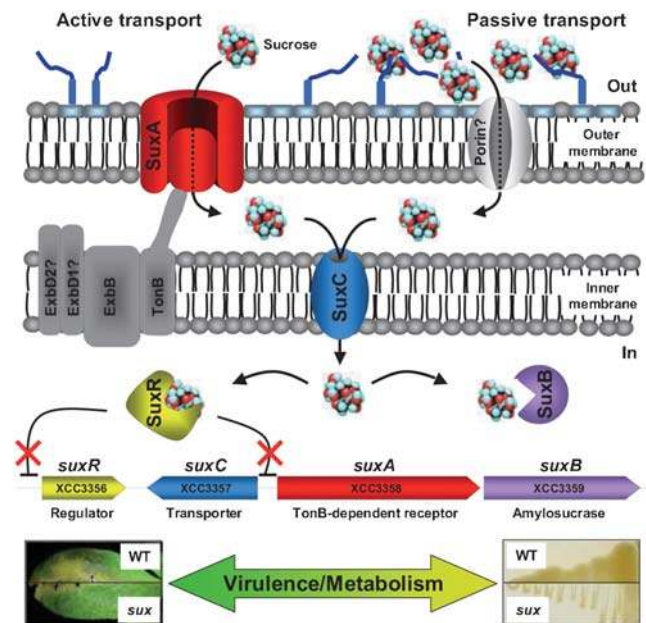 Active transport
Passive transport
Sucrose
Out
SuxA
Porin?
Outer
membrane
ExbD2?
ExbD1?
ExbB
TonB
SuxC
Inner
membrane
In
SuxR
SuxB
suxR
suxC
suxA
suxB
XCC3356
XCC3357
XCC3358
XCC3359
Regulator
Transporter
TonB-dependent receptor
Amylosucrase
WT
sux
Virulence/Metabolism
WT
sux